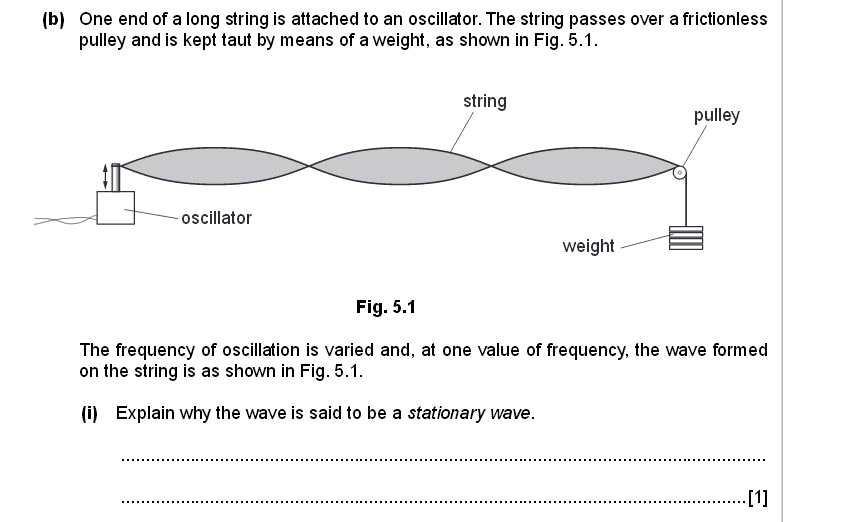 (b) One end of a long string is attached to an oscillator. The string passes over a frictionless
pulley and is kept taut by means of a weight, as shown in Fig. 5.1.
string
pulley
oscillator
weight
Fig. 5.1
The frequency of oscillation is varied and, at one value of frequency, the wave formed
on the string is as shown in Fig. 5.1.
(i) Explain why the wave is said to be a stationary wave.
..........................................................................................................................
......................................................................................................................[1]